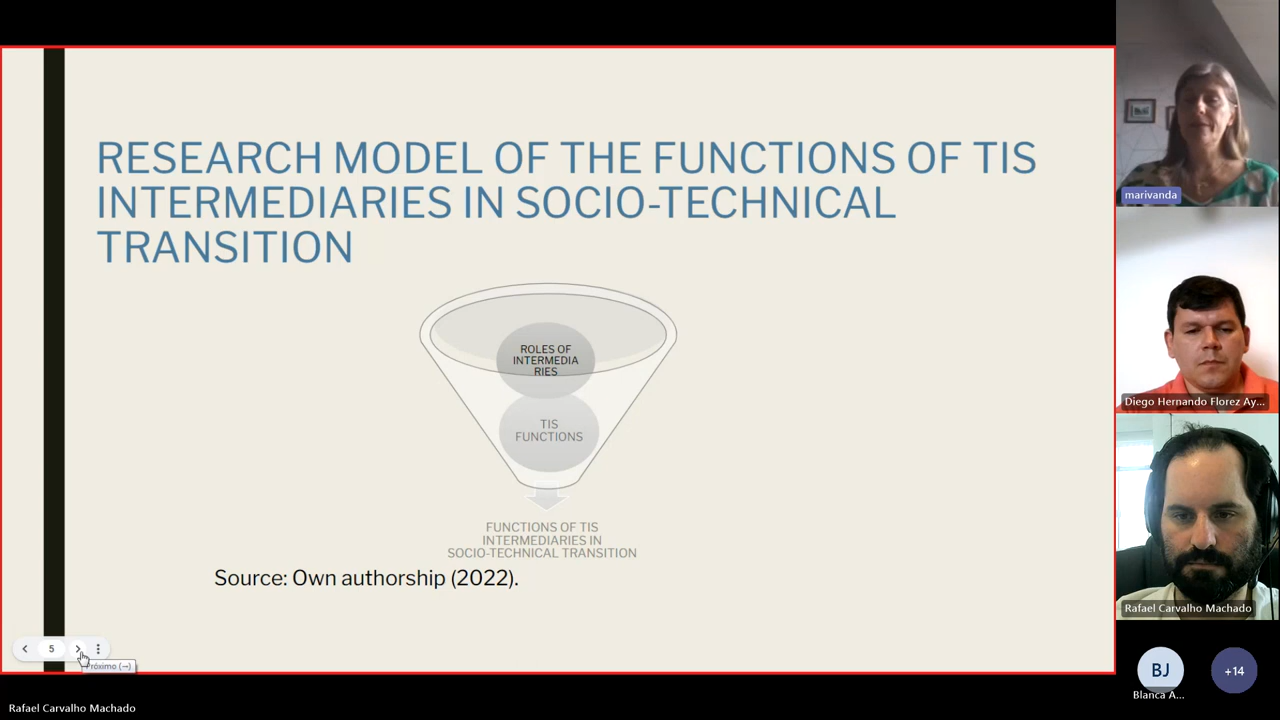 RESEARCH MODEL OF THE FUNCTIONS OF TIS
INTERMEDIARIES IN SOCIO-TECHNICAL
TRANSITION
ROLES OF
INTERMEDIA
RIES
TIS
FUNCTIONS
FUNCTIONS OF TIS
INTERMEDIARIES IN
SOCIO-TECHNICAL TRANSITION
Source: Own authorship (2022).
5
Próximo (→)
marivanda
Diego Hernando Florez Ay...
Rafael Carvalho Machado
BJ
+14
Blanca A...
Rafael Carvalho Machado